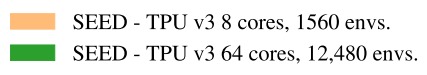 SEED - TPU v3 8 cores, 1560 envs.
SEED - TPU v3 64 cores, 12,480 envs.